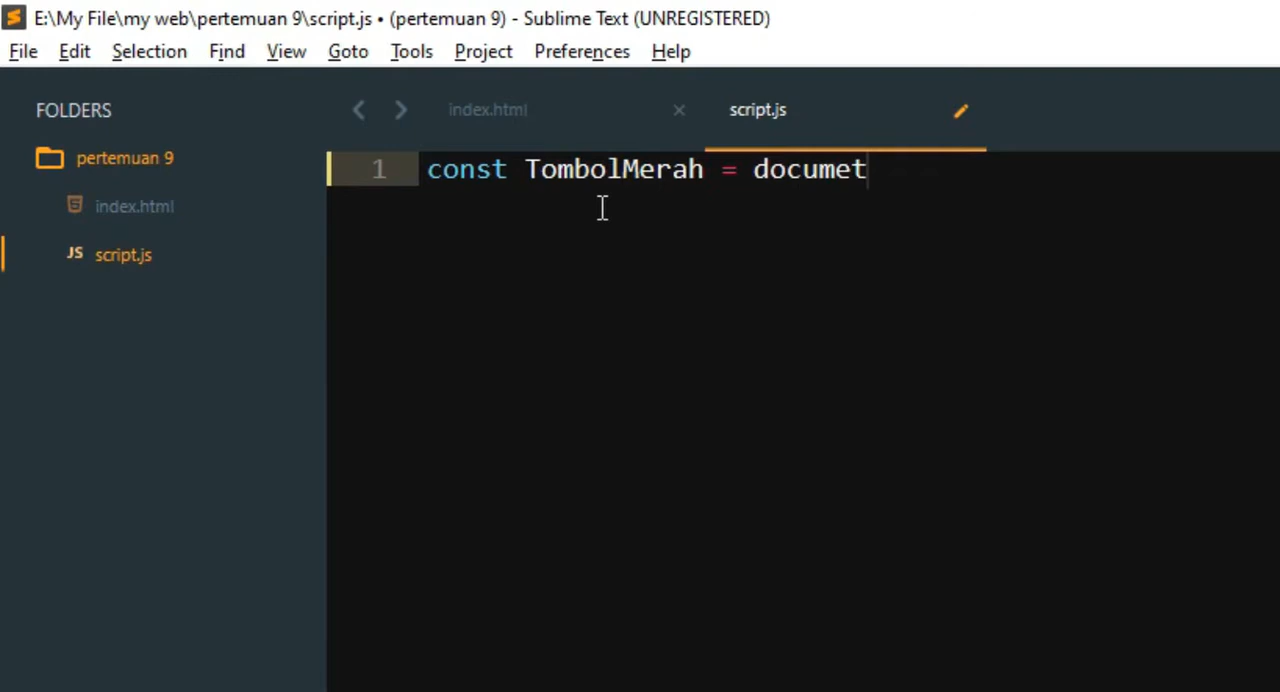 E:\My File\my web\pertemuan 9\script.js • (pertemuan 9) - Sublime Text (UNREGISTERED)
File Edit Selection Find View Goto Tools Project Preferences Help
FOLDERS
pertemuan 9
index.html
JS script.js
index.html script.js
1 const TombolMerah = documet